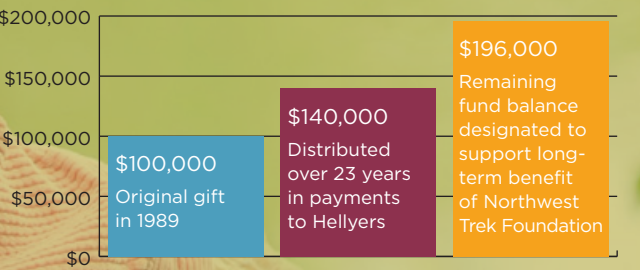 $200,000
$150,000
$100,000
$50,000
$0
$100,000
Original gift
in 1989
$140,000
Distributed
over 23 years
in payments
to Hellyers
$196,000
Remaining
fund balance
designated to
support long-
term benefit
of Northwest
Trek Foundation